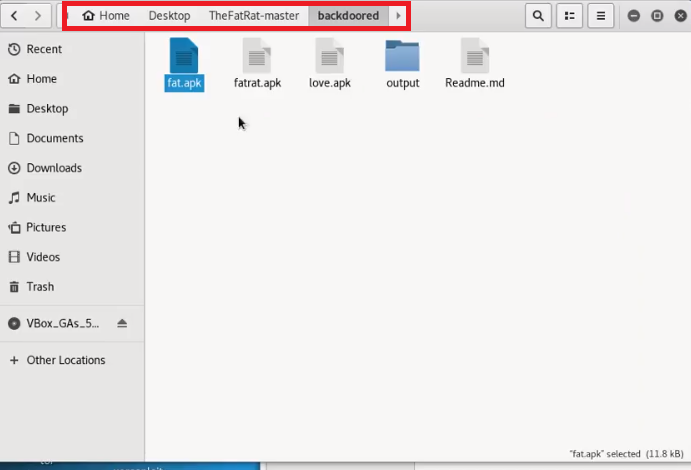 Home Desktop TheFatRat-master backdoored
Recent
Home
Desktop
Documents
Downloads
Music
Pictures
Videos
Trash
VBox_GAs_5...
Other Locations
fat.apk fatrat.apk love.apk output Readme.md
"fat.apk" selected (11.8 kB)